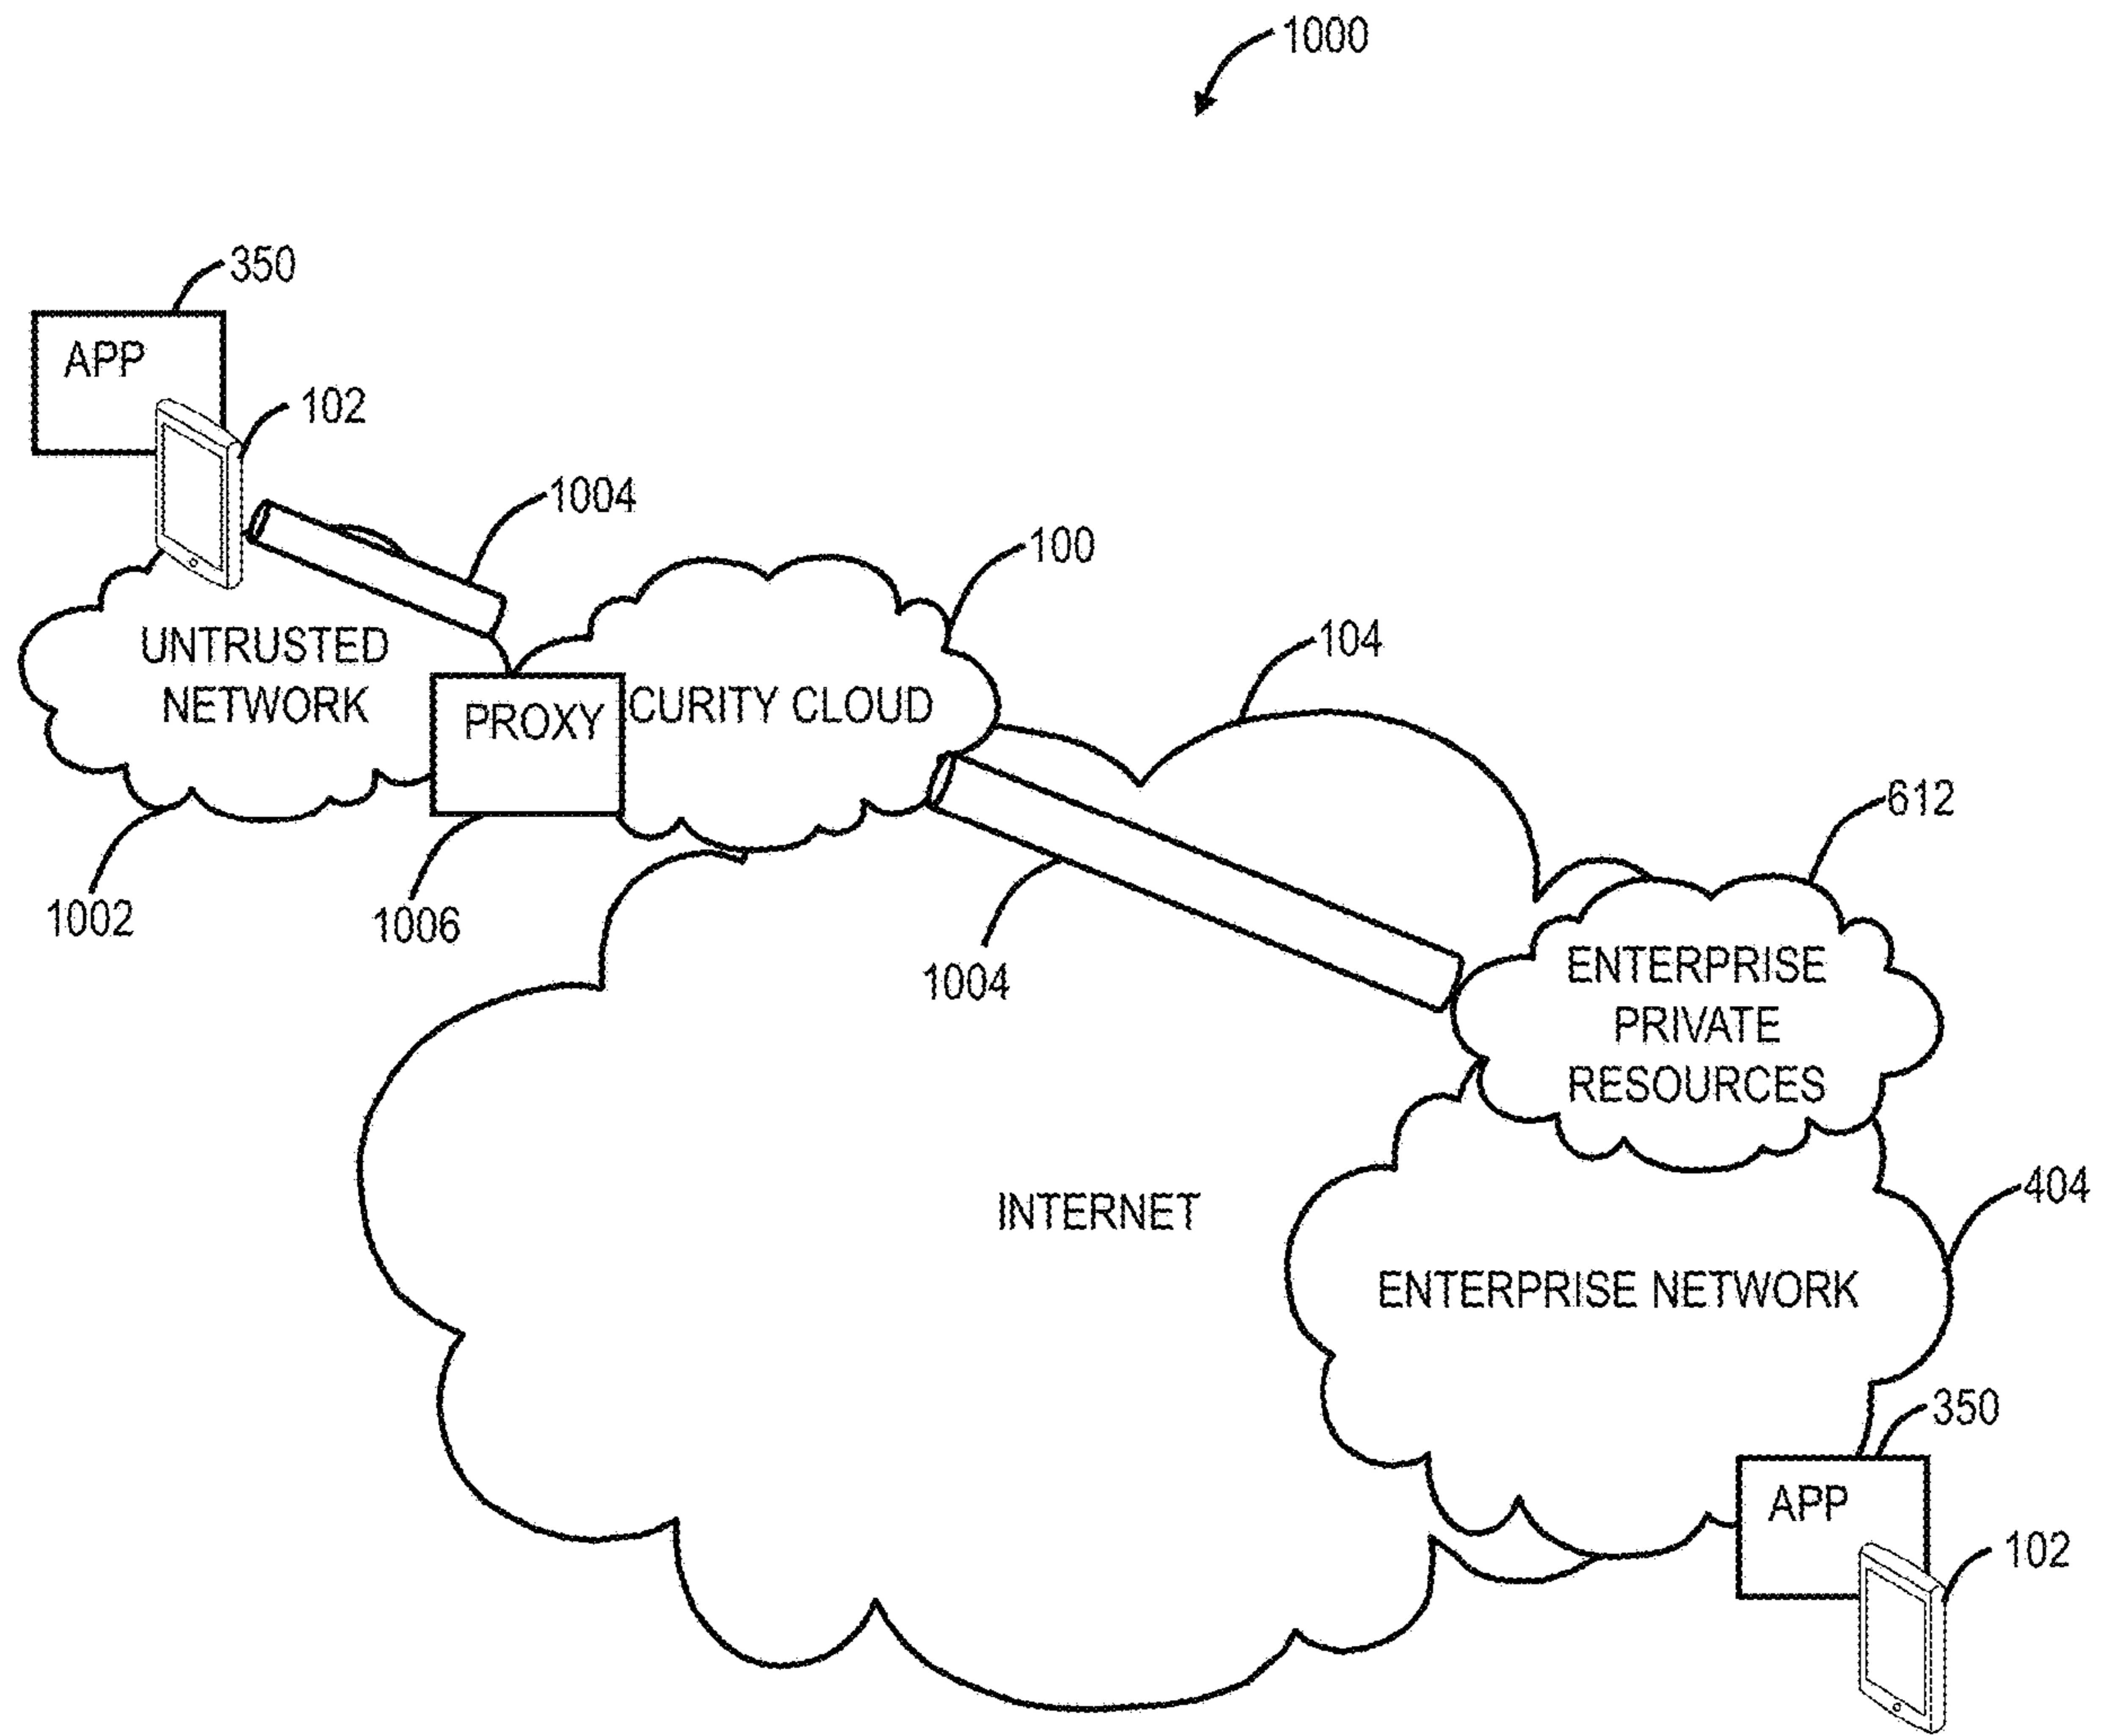 1000
350
APP
102
1004
100
UNTRUSTED
NETWORK
104
PROXY
CURITY CLOUD
612
1002
1006
1004
ENTERPRISE
PRIVATE
RESOURCES
INTERNET
404
ENTERPRISE NETWORK
350
APP
102